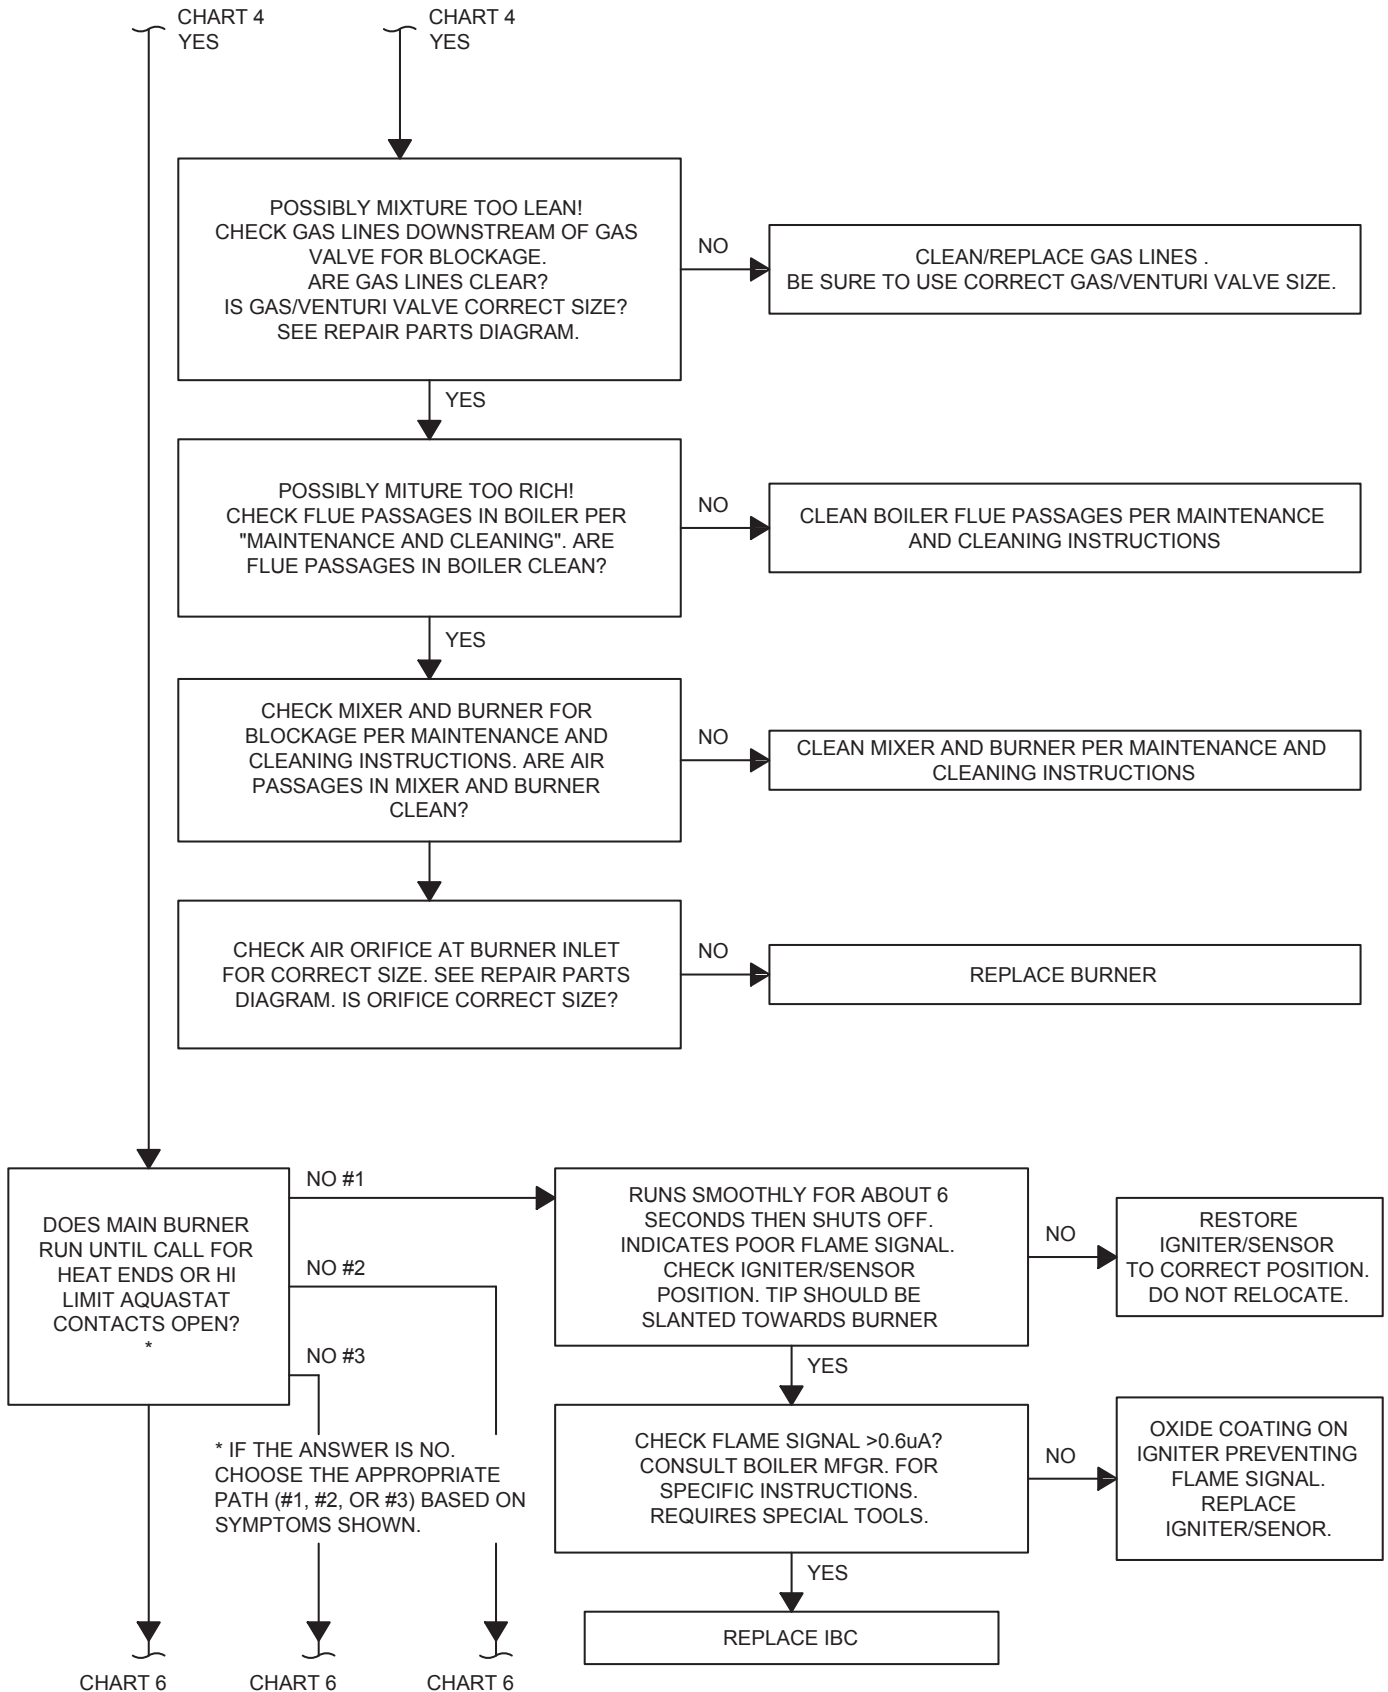 CHART 4
YES
CHART 4
YES
POSSIBLY MIXTURE TOO LEAN!
CHECK GAS LINES DOWNSTREAM OF GAS
VALVE FOR BLOCKAGE.
ARE GAS LINES CLEAR?
IS GAS/VENTURI VALVE CORRECT SIZE?
SEE REPAIR PARTS DIAGRAM.
NO
CLEAN/REPLACE GAS LINES .
BE SURE TO USE CORRECT GAS/VENTURI VALVE SIZE.
YES
POSSIBLY MITURE TOO RICH!
CHECK FLUE PASSAGES IN BOILER PER
"MAINTENANCE AND CLEANING". ARE
FLUE PASSAGES IN BOILER CLEAN?
NO
CLEAN BOILER FLUE PASSAGES PER MAINTENANCE
AND CLEANING INSTRUCTIONS
YES
CHECK MIXER AND BURNER FOR
BLOCKAGE PER MAINTENANCE AND
CLEANING INSTRUCTIONS. ARE AIR
PASSAGES IN MIXER AND BURNER
CLEAN?
NO
CLEAN MIXER AND BURNER PER MAINTENANCE AND
CLEANING INSTRUCTIONS
CHECK AIR ORIFICE AT BURNER INLET
FOR CORRECT SIZE. SEE REPAIR PARTS
DIAGRAM. IS ORIFICE CORRECT SIZE?
NO
REPLACE BURNER
DOES MAIN BURNER
RUN UNTIL CALL FOR
HEAT ENDS OR HI
LIMIT AQUASTAT
CONTACTS OPEN?
*
NO #1
NO #2
NO #3
RUNS SMOOTHLY FOR ABOUT 6
SECONDS THEN SHUTS OFF.
INDICATES POOR FLAME SIGNAL.
CHECK IGNITER/SENSOR
POSITION. TIP SHOULD BE
SLANTED TOWARDS BURNER
NO
RESTORE
IGNITER/SENSOR
TO CORRECT POSITION.
DO NOT RELOCATE.
YES
* IF THE ANSWER IS NO.
CHOOSE THE APPROPRIATE
PATH (#1, #2, OR #3) BASED ON
SYMPTOMS SHOWN.
CHECK FLAME SIGNAL >0.6uA?
CONSULT BOILER MFGR. FOR
SPECIFIC INSTRUCTIONS.
REQUIRES SPECIAL TOOLS.
NO
OXIDE COATING ON
IGNITER PREVENTING
FLAME SIGNAL.
REPLACE
IGNITER/SENOR.
YES
REPLACE IBC
CHART 6
CHART 6
CHART 6